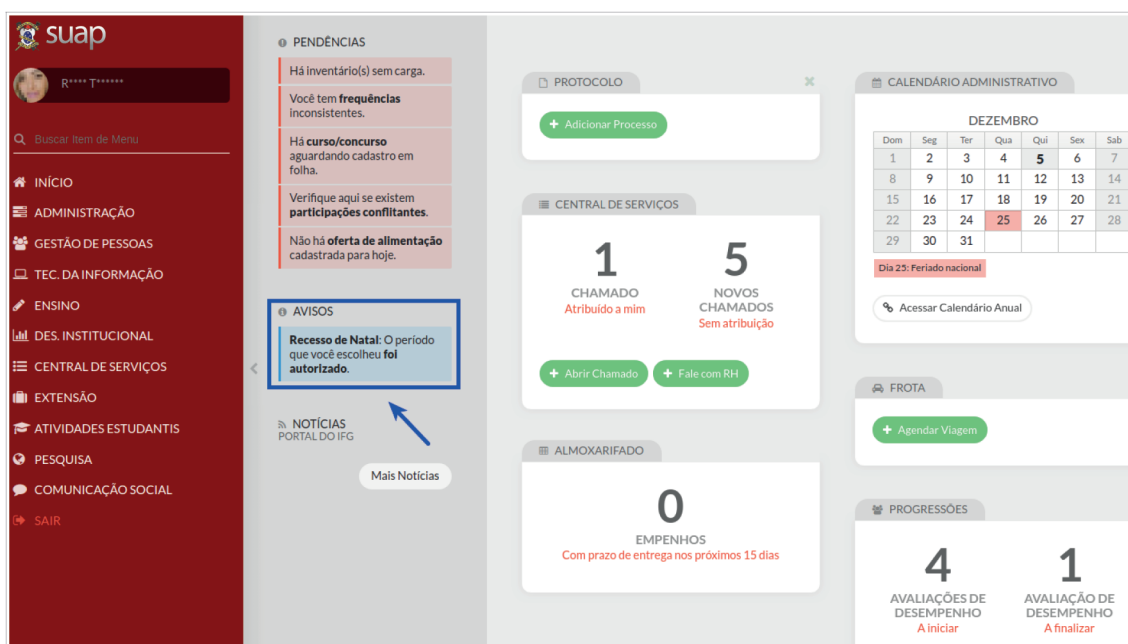 suap
R**** T******
Buscar Item de Menu
INÍCIO
ADMINISTRAÇÃO
GESTÃO DE PESSOAS
TEC. DA INFORMAÇÃO
ENSINO
DES. INSTITUCIONAL
CENTRAL DE SERVIÇOS
EXTENSÃO
ATIVIDADES ESTUDANTIS
PESQUISA
COMUNICAÇÃO SOCIAL
SAIR
PENDÊNCIAS
Há inventário(s) sem carga.
Você tem frequências
inconsistentes.
Há curso/concurso
aguardando cadastro em
folha.
Verifique aqui se existem
participações conflitantes.
Não há oferta de alimentação
cadastrada para hoje.
AVISOS
Recesso de Natal: O período
que você escolheu foi
autorizado.
NOTÍCIAS
PORTAL DO IFG
Mais Notícias
PROTOCOLO
+ Adicionar Processo
CENTRAL DE SERVIÇOS
1
CHAMADO
Atribuído a mim
5
NOVOS
CHAMADOS
Sem atribuição
+ Abrir Chamado
+ Fale com RH
ALMOXARIFADO
0
EMPENHOS
Com prazo de entrega nos próximos 15 dias
CALENDÁRIO ADMINISTRATIVO
DEZEMBRO
Dom Seg Ter Qua Qui Sex Sab
1 2 3 4 5 6 7
8 9 10 11 12 13 14
15 16 17 18 19 20 21
22 23 24 25 26 27 28
29 30 31
Dia 25: Feriado nacional
Acessar Calendário Anual
FROTA
+ Agendar Viagem
PROGRESSÕES
4
AVALIAÇÕES DE
DESEMPENHO
A iniciar
1
AVALIAÇÃO DE
DESEMPENHO
A finalizar